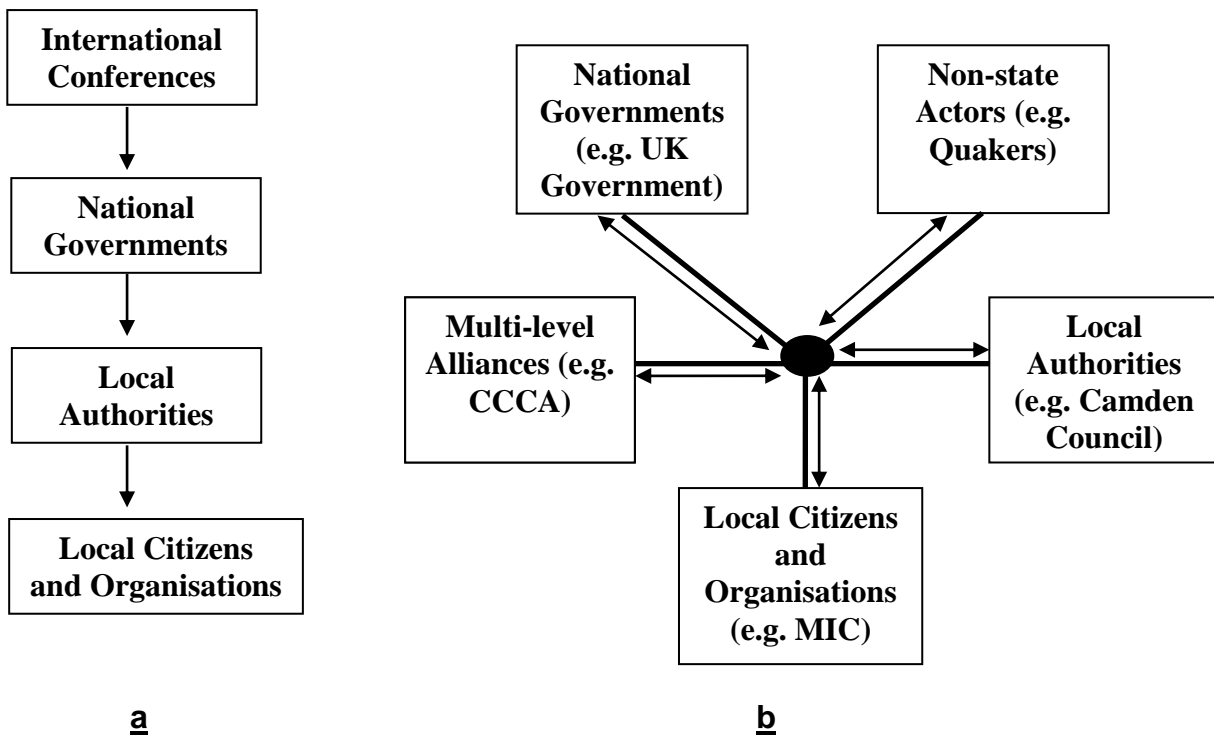 International
Conferences
National
Governments
Local
Authorities
Local Citizens
and Organisations
a
National
Governments
(e.g. UK
Government)
Non-state
Actors (e.g.
Quakers)
Multi-level
Alliances (e.g.
CCCA)
Local
Authorities
(e.g. Camden
Council)
Local Citizens
and
Organisations
(e.g. MIC)
b